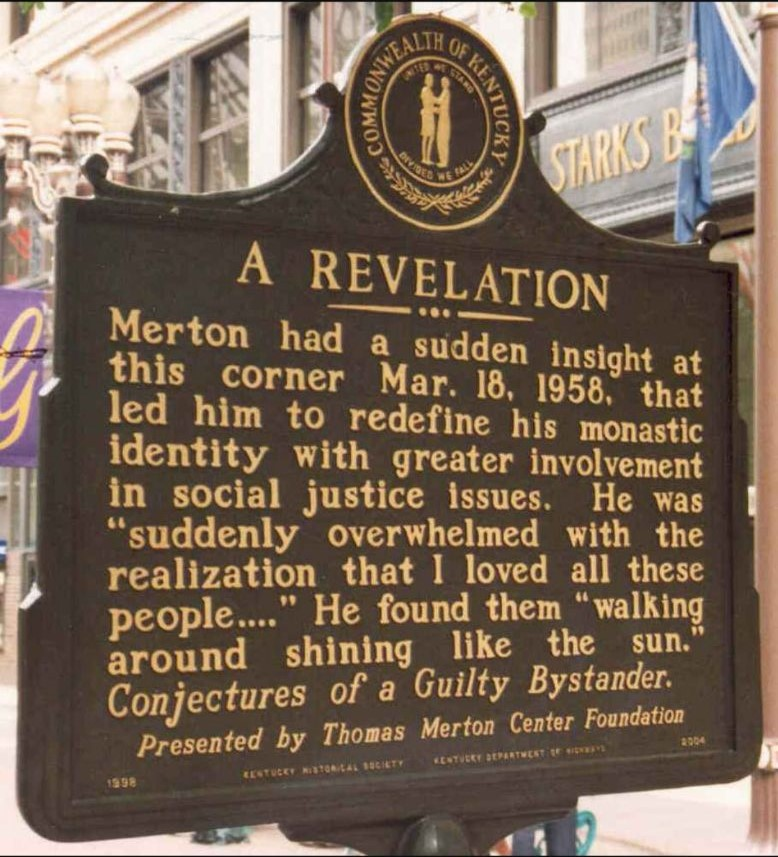 COMMONWEALTH OF KENTUCKY
UNITED WE STAND
DIVIDED WE FALL
STARKS
A REVELATION
Merton had a sudden insight at
this corner Mar. 18, 1958, that
led him to redefine his monastic
identity with greater involvement
in social justice issues. He was
“suddenly overwhelmed with the
realization that I loved all these
people....” He found them “walking
around shining like the sun.”
Conjectures of a Guilty Bystander.
Presented by Thomas Merton Center Foundation
1998 KENTUCKY HISTORICAL SOCIETY KENTUCKY DEPARTMENT OF HIGHWAYS 2004